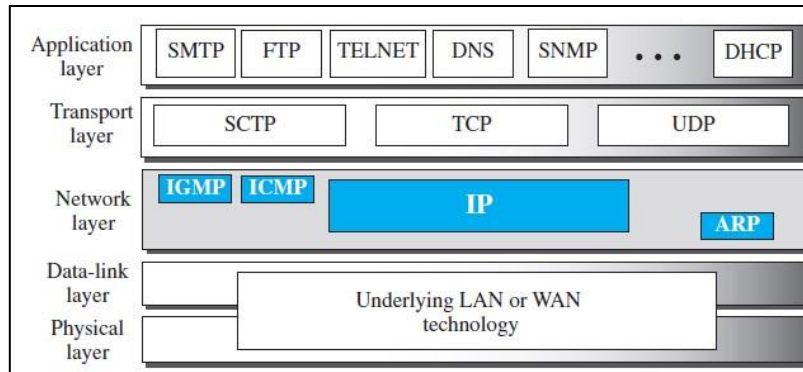 Application
layer
SMTP FTP TELNET DNS SNMP • • • DHCP
Transport
layer
SCTP TCP UDP
Network
layer
IGMP ICMP IP ARP
Data-link
layer
Physical
layer
Underlying LAN or WAN
technology